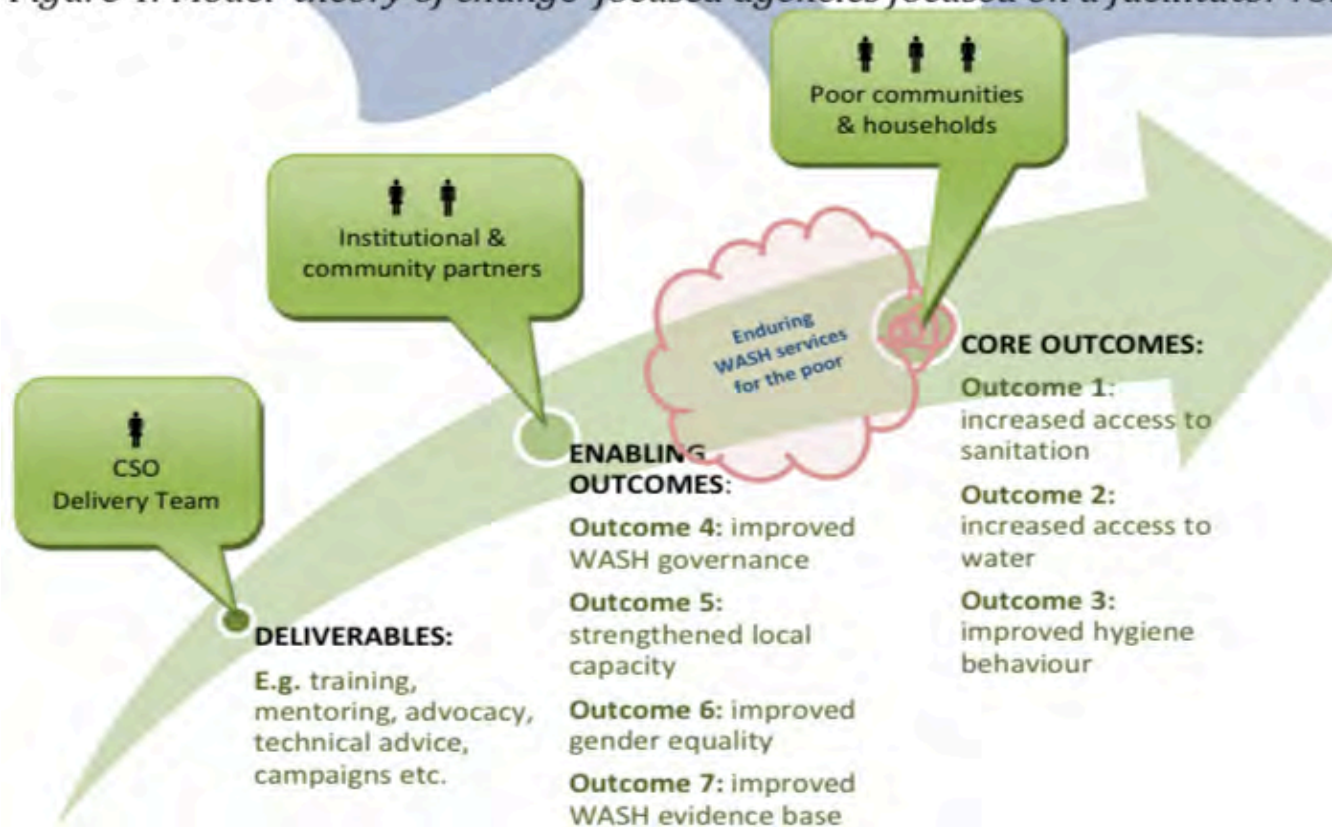 Poor communities
& households
Institutional &
community partners
Enduring
WASH services
for the poor
CSO
Delivery Team
CORE OUTCOMES:
Outcome 1:
increased access to
sanitation
Outcome 2:
increased access to
water
Outcome 3:
improved hygiene
behaviour
ENABLING
OUTCOMES:
Outcome 4: improved
WASH governance
Outcome 5:
strengthened local
capacity
Outcome 6: improved
gender equality
Outcome 7: improved
WASH evidence base
DELIVERABLES:
E.g. training,
mentoring, advocacy,
technical advice,
campaigns etc.